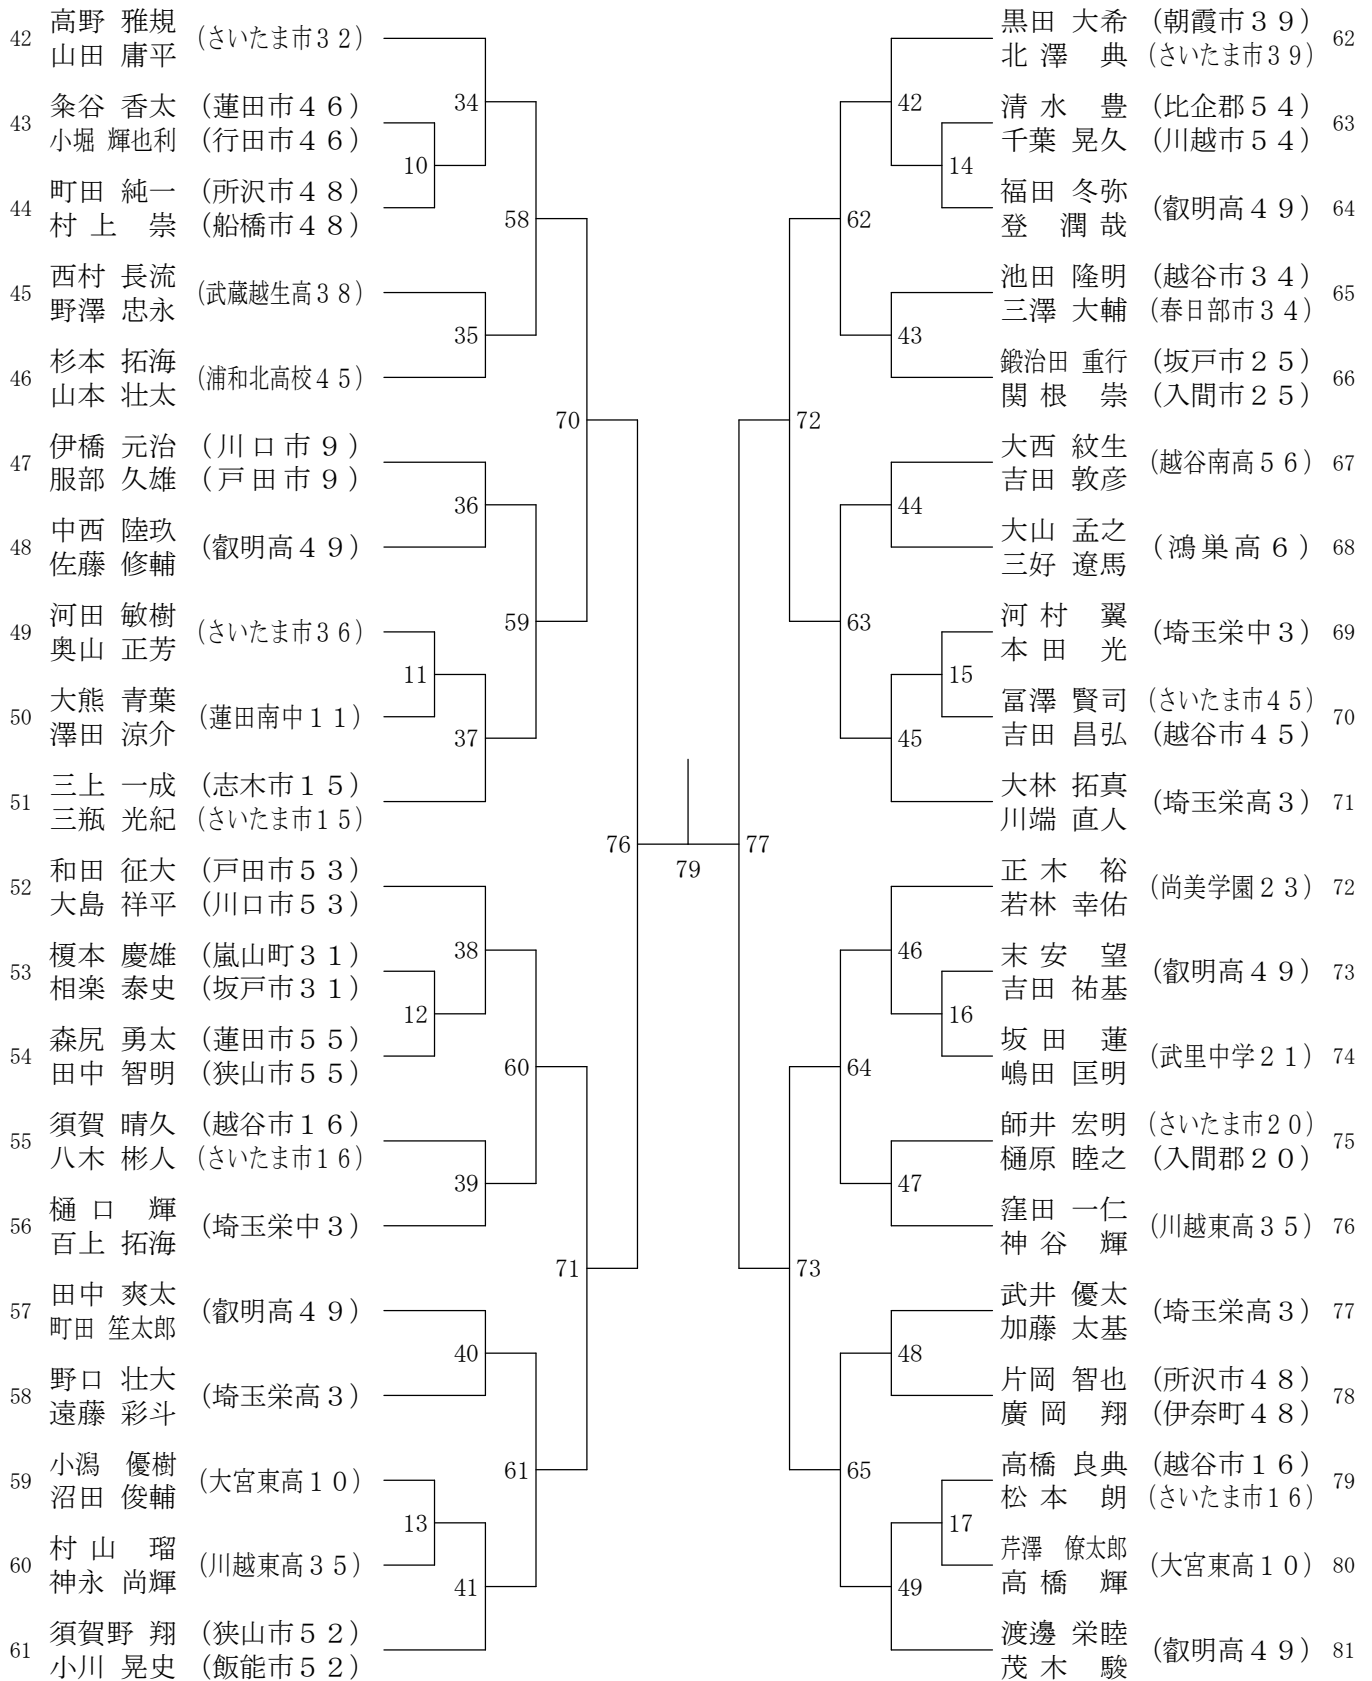 42 高野 雅規 (さいたま市32)
山田 庸平
43 粂谷 香太 (蓮田市46)
小堀 輝也利 (行田市46)
44 町田 純一 (所沢市48)
村上 崇 (船橋市48)
45 西村 長流 (武蔵越生高38)
野澤 忠永
46 杉本 拓海 (浦和北高校45)
山本 壮太
47 伊橋 元治 (川口市9)
服部 久雄 (戸田市9)
48 中西 陸玖 (叡明高49)
佐藤 修輔
49 河田 敏樹 (さいたま市36)
奥山 正芳
50 大熊 青葉 (蓮田南中11)
澤田 涼介
51 三上 一成 (志木市15)
三瓶 光紀 (さいたま市15)
52 和田 征大 (戸田市53)
大島 祥平 (川口市53)
53 榎本 慶雄 (嵐山町31)
相楽 泰史 (坂戸市31)
54 森尻 勇太 (蓮田市55)
田中 智明 (狭山市55)
55 須賀 晴久 (越谷市16)
八木 彬人 (さいたま市16)
56 樋口 輝 (埼玉栄中3)
百上 拓海
57 田中 爽太 (叡明高49)
町田 笙太郎
58 野口 壮大 (埼玉栄高3)
遠藤 彩斗
59 小潟 優樹 (大宮東高10)
沼田 俊輔
60 村山 瑠 (川越東高35)
神永 尚輝
61 須賀野 翔 (狭山市52)
小川 晃史 (飯能市52)
34
10
58
35
70
36
59
11
37
76
38
12
60
39
71
40
61
13
41
79
77
42
14
62
43
72
44
63
15
45
46
16
64
47
73
48
65
17
49
黒田 大希 (朝霞市39) 62
北澤 典 (さいたま市39)
清水 豊 (比企郡54) 63
千葉 晃久 (川越市54)
福田 冬弥 (叡明高49) 64
登 潤哉
池田 隆明 (越谷市34) 65
三澤 大輔 (春日部市34)
鍛治田 重行 (坂戸市25) 66
関根 崇 (入間市25)
大西 紋生 (越谷南高56) 67
吉田 敦彦
大山 孟之 (鴻巣高6) 68
三好 遼馬
河村 翼 (埼玉栄中3) 69
本田 光
冨澤 賢司 (さいたま市45) 70
吉田 昌弘 (越谷市45)
大林 拓真 (埼玉栄高3) 71
川端 直人
正木 裕 (尚美学園23) 72
若林 幸佑
末安 望 (叡明高49) 73
吉田 祐基
坂田 蓮 (武里中学21) 74
嶋田 匡明
師井 宏明 (さいたま市20) 75
樋原 睦之 (入間郡20)
窪田 一仁 (川越東高35) 76
神谷 輝
武井 優太 (埼玉栄高3) 77
加藤 太基
片岡 智也 (所沢市48) 78
廣岡 翔 (伊奈町48)
高橋 良典 (越谷市16) 79
松本 朗 (さいたま市16)
芹澤 僚太郎 (大宮東高10) 80
高橋 輝
渡邊 栄睦 (叡明高49) 81
茂木 駿